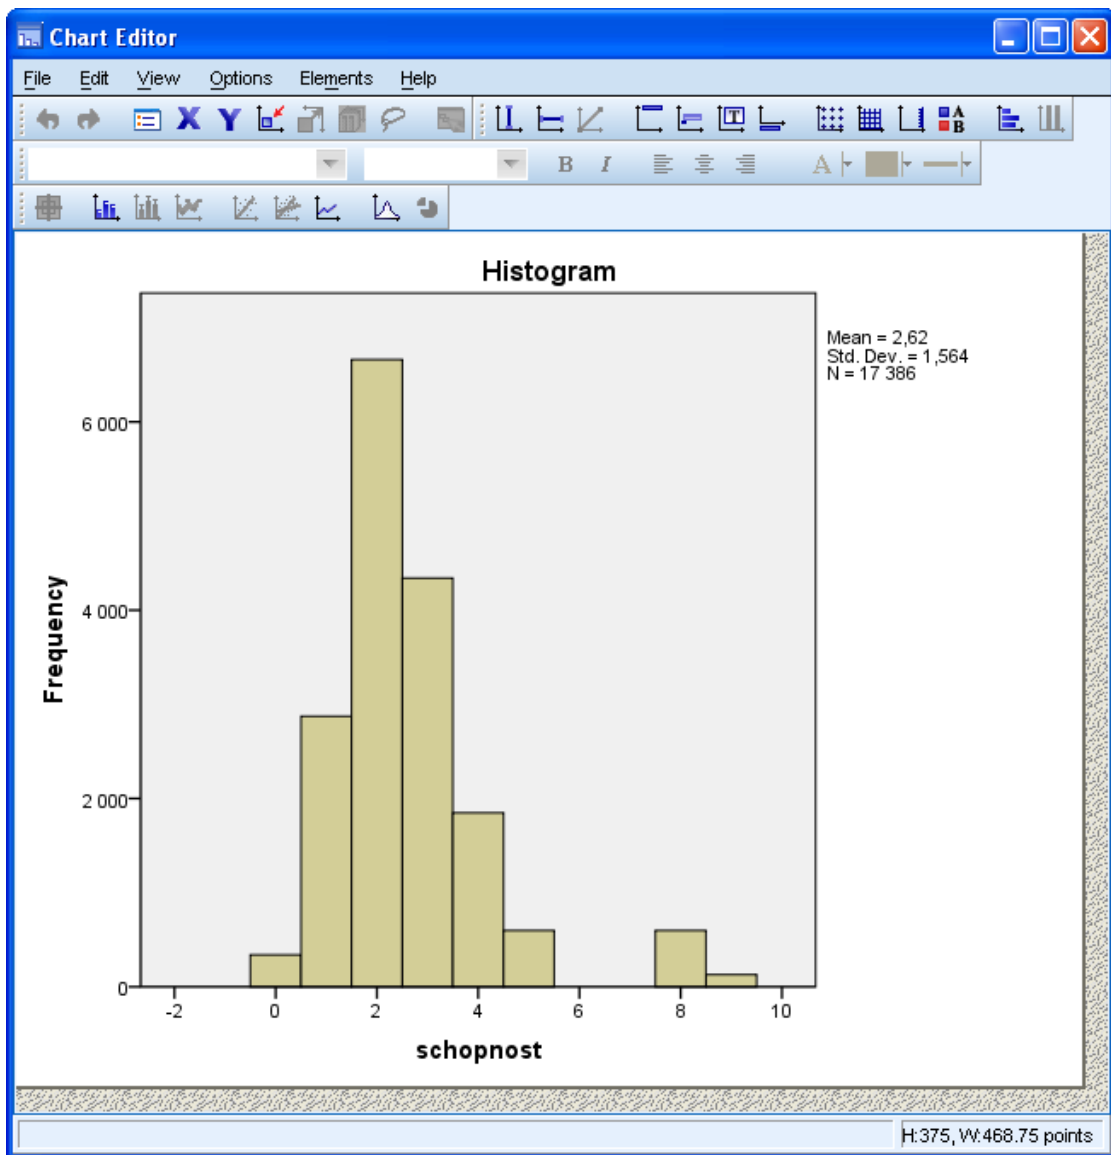 Chart Editor
File Edit View Options Elements Help
X Y T A B
B I A
Histogram
Mean = 2,62
Std. Dev. = 1,564
N = 17 386
6 000
4 000
2 000
0
Frequency
-2 0 2 4 6 8 10
schopnost
H:375, W:468.75 points